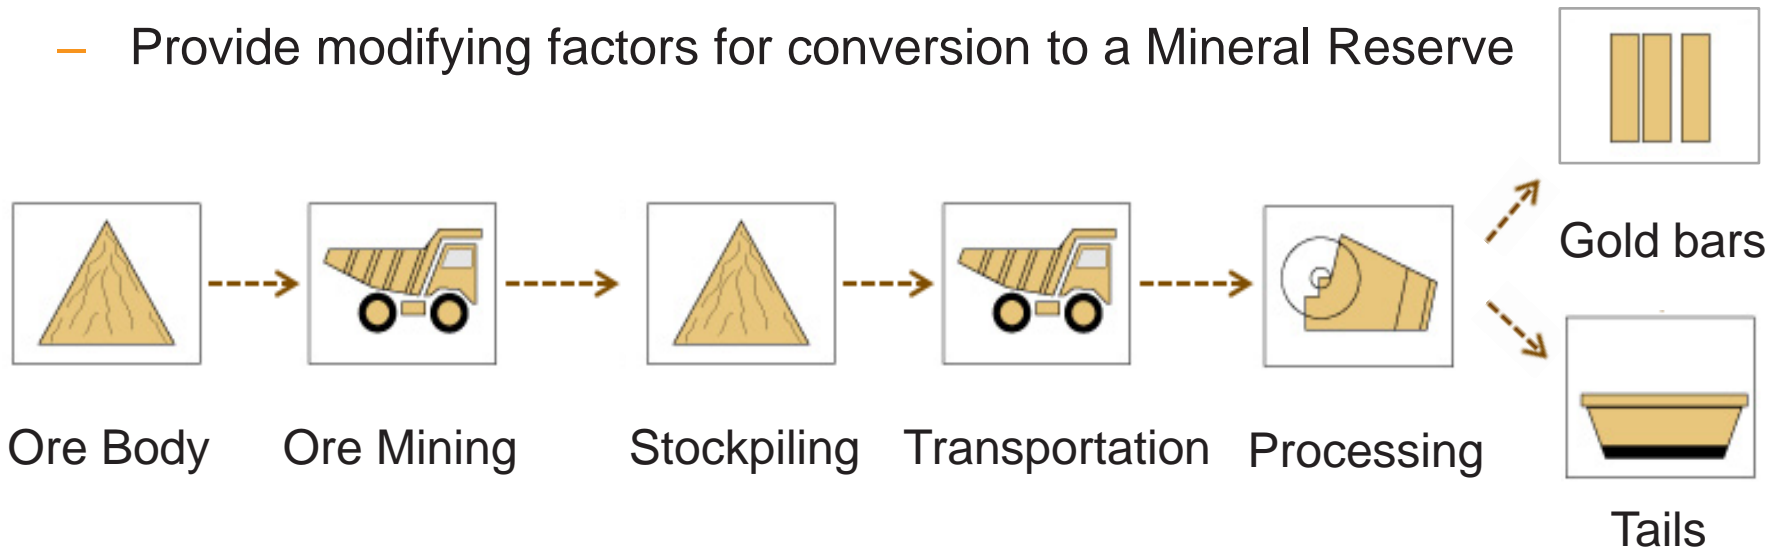 – Provide modifying factors for conversion to a Mineral Reserve
Gold bars
Ore Body
Ore Mining
Stockpiling
Transportation
Processing
Tails